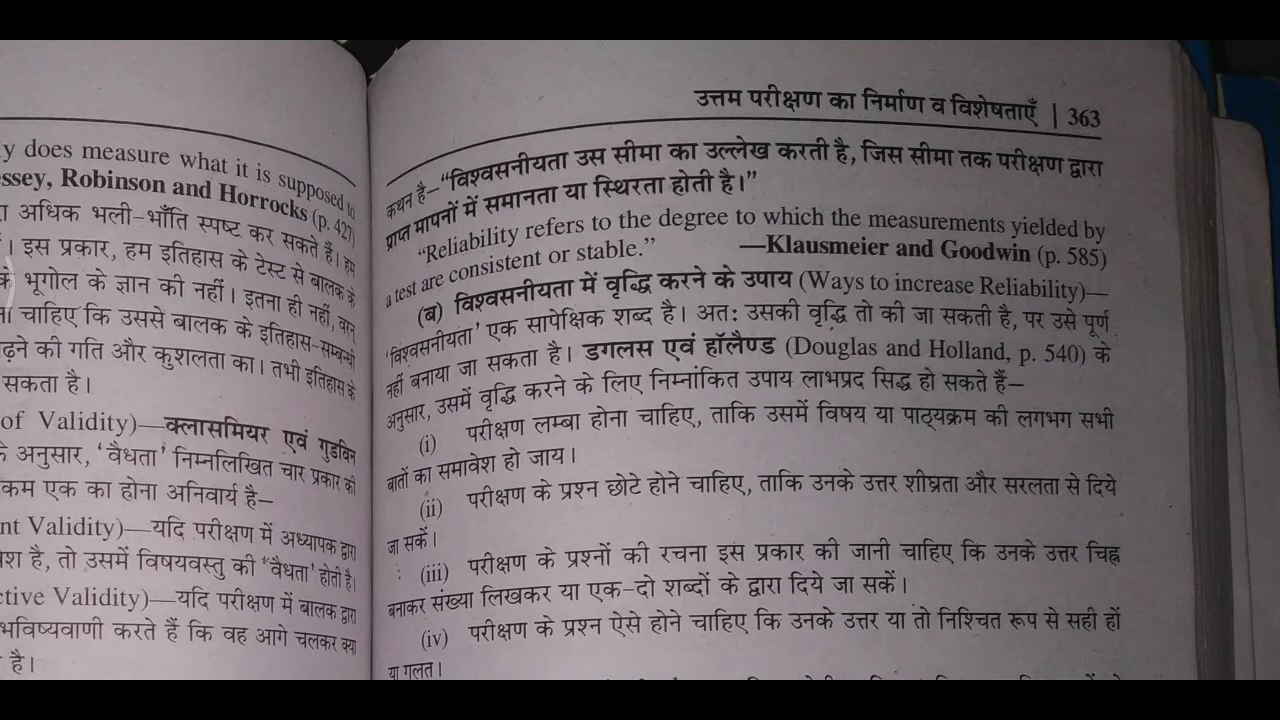 y does measure what it is supposed to
ssey, Robinson and Horrocks (p. 427)
अधिक भली-भाँति स्पष्ट कर सकते हैं। हम
। इस प्रकार, हम इतिहास के टेस्ट से बालक के
के भूगोल के ज्ञान की नहीं। इतना ही नहीं, वरन्
चाहिए कि उससे बालक के इतिहास-सम्बन्धी
ढ़ने की गति और कुशलता का। तभी इतिहास के
सकता है।
of Validity)—क्लासमियर एवं गुडविन
के अनुसार, 'वैधता' निम्नलिखित चार प्रकार की
कम एक का होना अनिवार्य है—
nt Validity)—यदि परीक्षण में अध्यापक द्वारा
वेश है, तो उसमें विषयवस्तु की 'वैधता' होती है।
ctive Validity)—यदि परीक्षण में बालक द्वारा
भविष्यवाणी करते हैं कि वह आगे चलकर क्या
है।
उत्तम परीक्षण का निर्माण व विशेषताएँ | 363
कथन है—“विश्वसनीयता उस सीमा का उल्लेख करती है, जिस सीमा तक परीक्षण द्वारा
प्राप्त मापनों में समानता या स्थिरता होती है।”
“Reliability refers to the degree to which the measurements yielded by
a test are consistent or stable.” —Klausmeier and Goodwin (p. 585)
(ब) विश्वसनीयता में वृद्धि करने के उपाय (Ways to increase Reliability)—
'विश्वसनीयता' एक सापेक्षिक शब्द है। अतः उसकी वृद्धि तो की जा सकती है, पर उसे पूर्ण
नहीं बनाया जा सकता है। डगलस एवं हॉलैण्ड (Douglas and Holland, p. 540) के
अनुसार, उसमें वृद्धि करने के लिए निम्नांकित उपाय लाभप्रद सिद्ध हो सकते हैं—
(i) परीक्षण लम्बा होना चाहिए, ताकि उसमें विषय या पाठ्यक्रम की लगभग सभी
बातों का समावेश हो जाय।
(ii) परीक्षण के प्रश्न छोटे होने चाहिए, ताकि उनके उत्तर शीघ्रता और सरलता से दिये
जा सकें।
(iii) परीक्षण के प्रश्नों की रचना इस प्रकार की जानी चाहिए कि उनके उत्तर चिह्न
बनाकर संख्या लिखकर या एक-दो शब्दों के द्वारा दिये जा सकें।
(iv) परीक्षण के प्रश्न ऐसे होने चाहिए कि उनके उत्तर या तो निश्चित रूप से सही हों
या गलत।